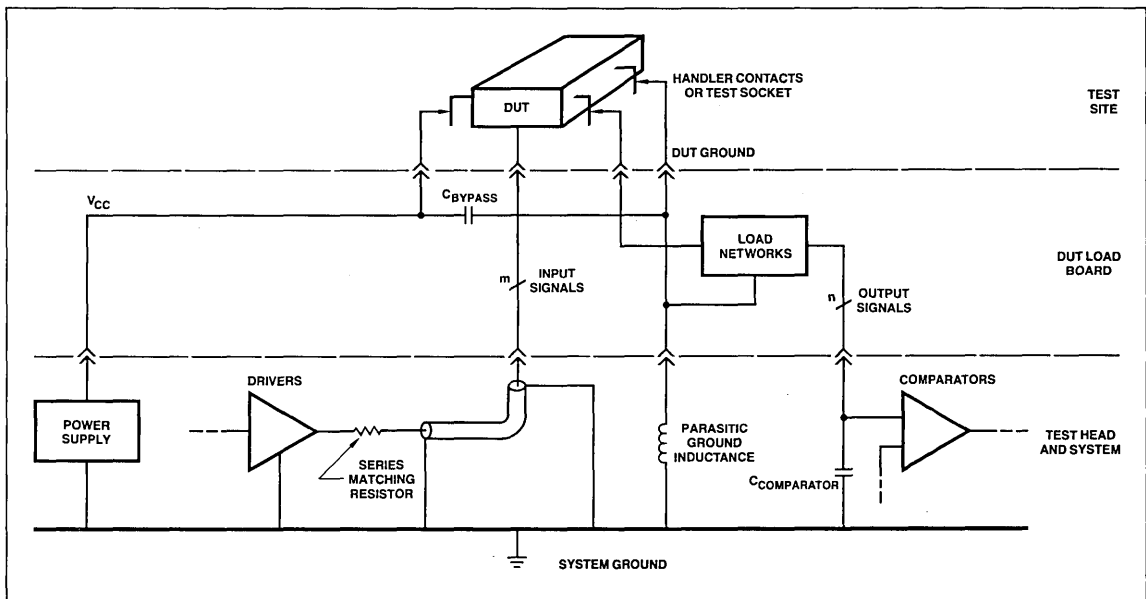 DUT
HANDLER CONTACTS
OR TEST SOCKET
TEST
SITE
DUT GROUND
VCC
CBYPASS
LOAD
NETWORKS
DUT LOAD
BOARD
m
INPUT
SIGNALS
n
OUTPUT
SIGNALS
DRIVERS
COMPARATORS
POWER
SUPPLY
PARASITIC
GROUND
INDUCTANCE
TEST HEAD
AND SYSTEM
SERIES
MATCHING
RESISTOR
CCOMPARATOR
SYSTEM GROUND